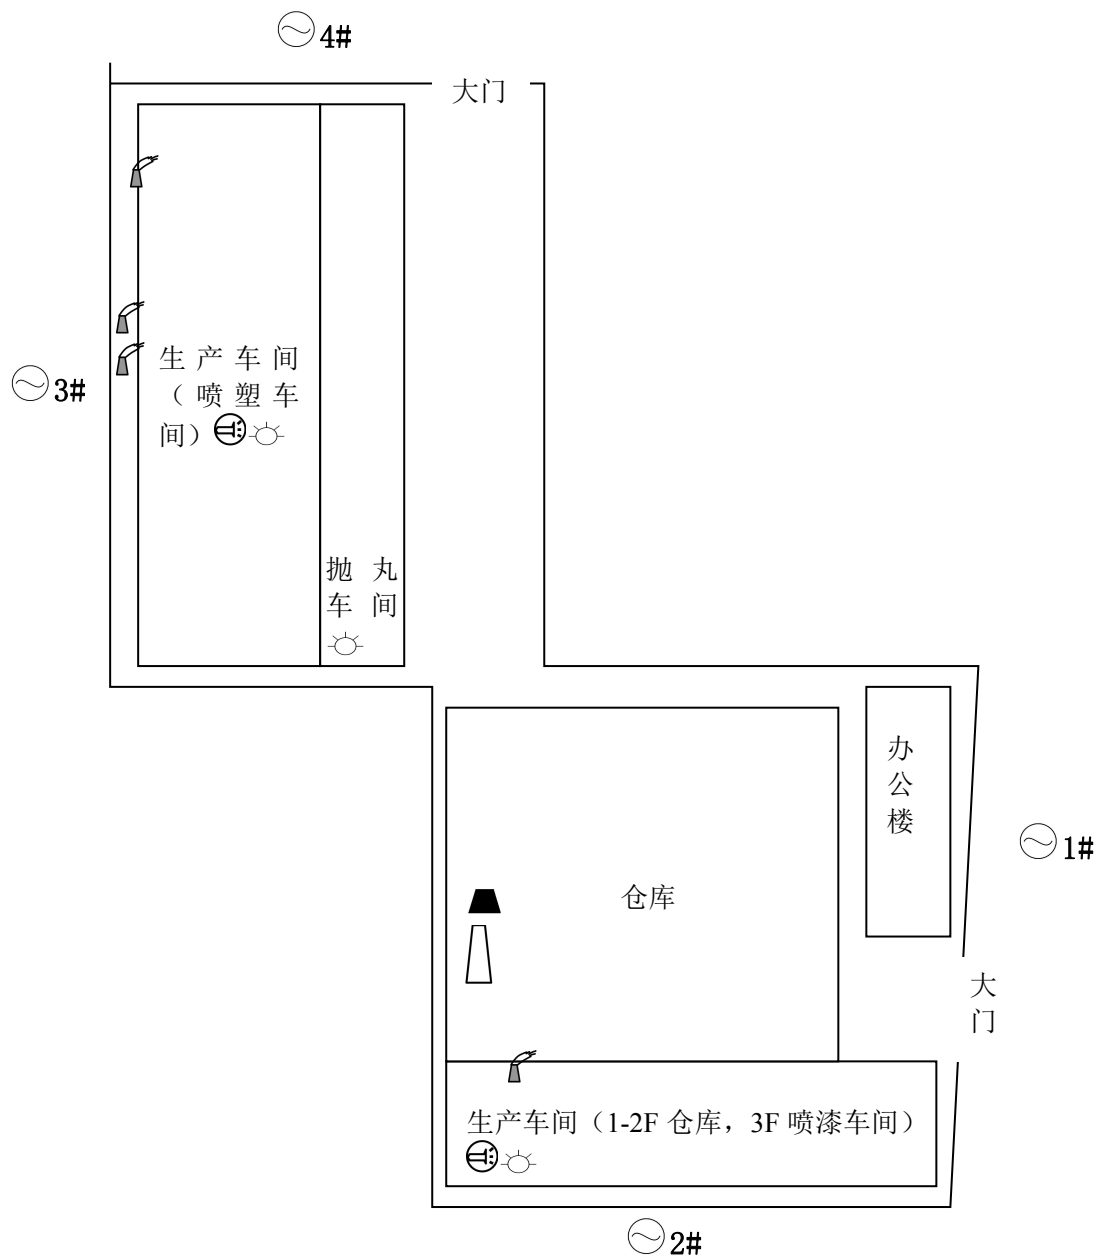 4#
大门
生产车间
（喷塑车
间）
3#
抛丸
车间
办
公
楼
1#
仓库
大
门
生产车间（1-2F 仓库，3F 喷漆车间）
2#